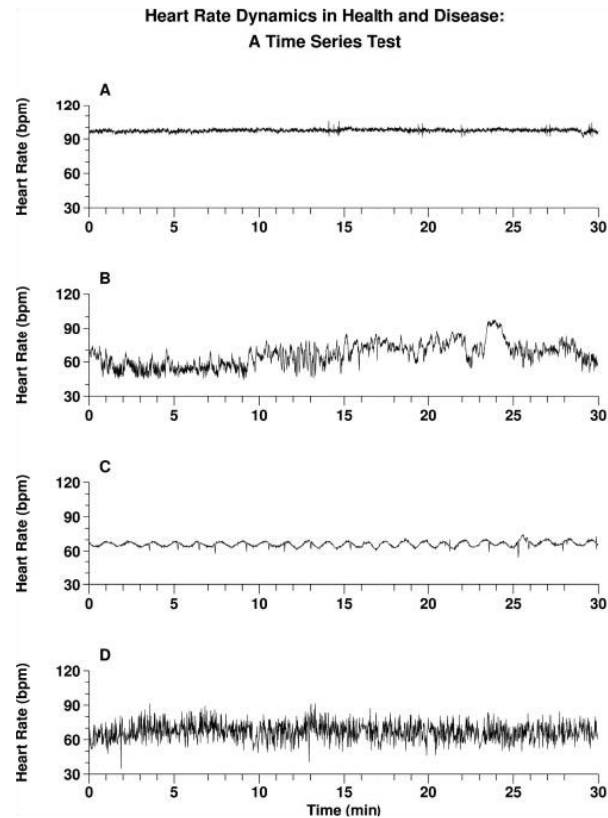 Heart Rate Dynamics in Health and Disease:
A Time Series Test
A
Heart Rate (bpm)
120
90
60
30
0 5 10 15 20 25 30
B
Heart Rate (bpm)
120
90
60
30
0 5 10 15 20 25 30
C
Heart Rate (bpm)
120
90
60
30
0 5 10 15 20 25 30
D
Heart Rate (bpm)
120
90
60
30
0 5 10 15 20 25 30
Time (min)